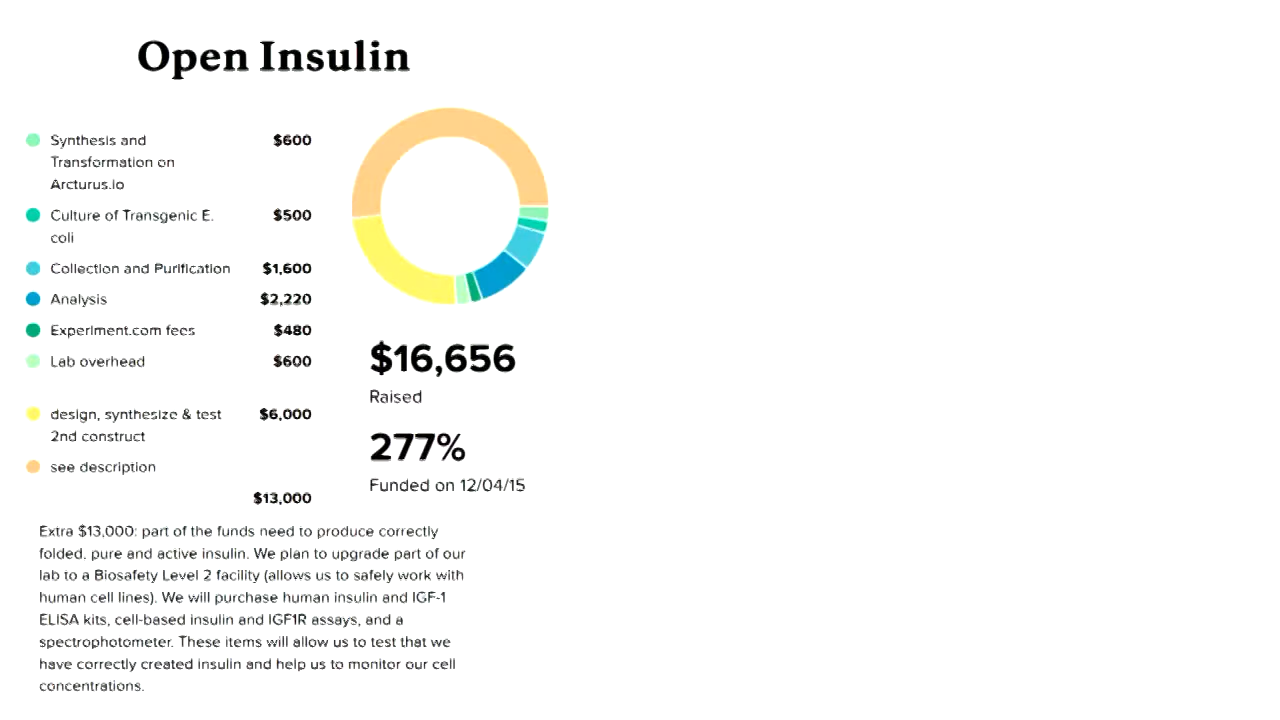 Open Insulin
Synthesis and
Transformation on
Arcturus.io
$600
Culture of Transgenic E.
coli
$500
Collection and Purification $1,600
Analysis $2,220
Experiment.com fees $480
Lab overhead $600
design, synthesize & test
2nd construct
$6,000
see description
$13,000
$16,656
Raised
277%
Funded on 12/04/15
Extra $13,000: part of the funds need to produce correctly
folded, pure and active insulin. We plan to upgrade part of our
lab to a Biosafety Level 2 facility (allows us to safely work with
human cell lines). We will purchase human insulin and IGF-1
ELISA kits, cell-based insulin and IGF1R assays, and a
spectrophotometer. These items will allow us to test that we
have correctly created insulin and help us to monitor our cell
concentrations.